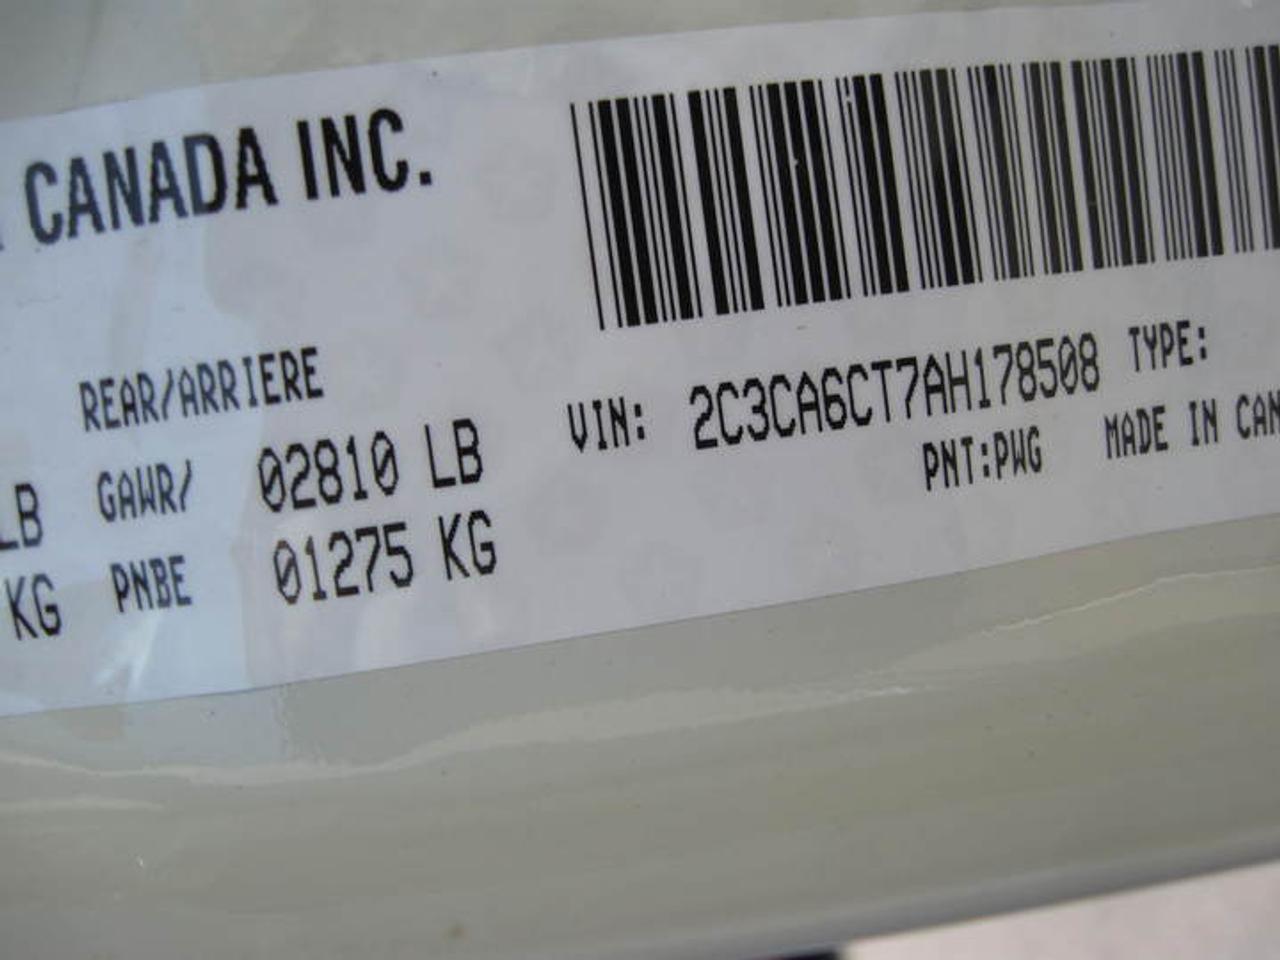 CANADA INC.
REAR/ARRIERE
LB GAWR/ 02810 LB
KG PNBE 01275 KG
VIN: 2C3CA6CT7AH178508 TYPE:
PNT:PWG MADE IN CAN